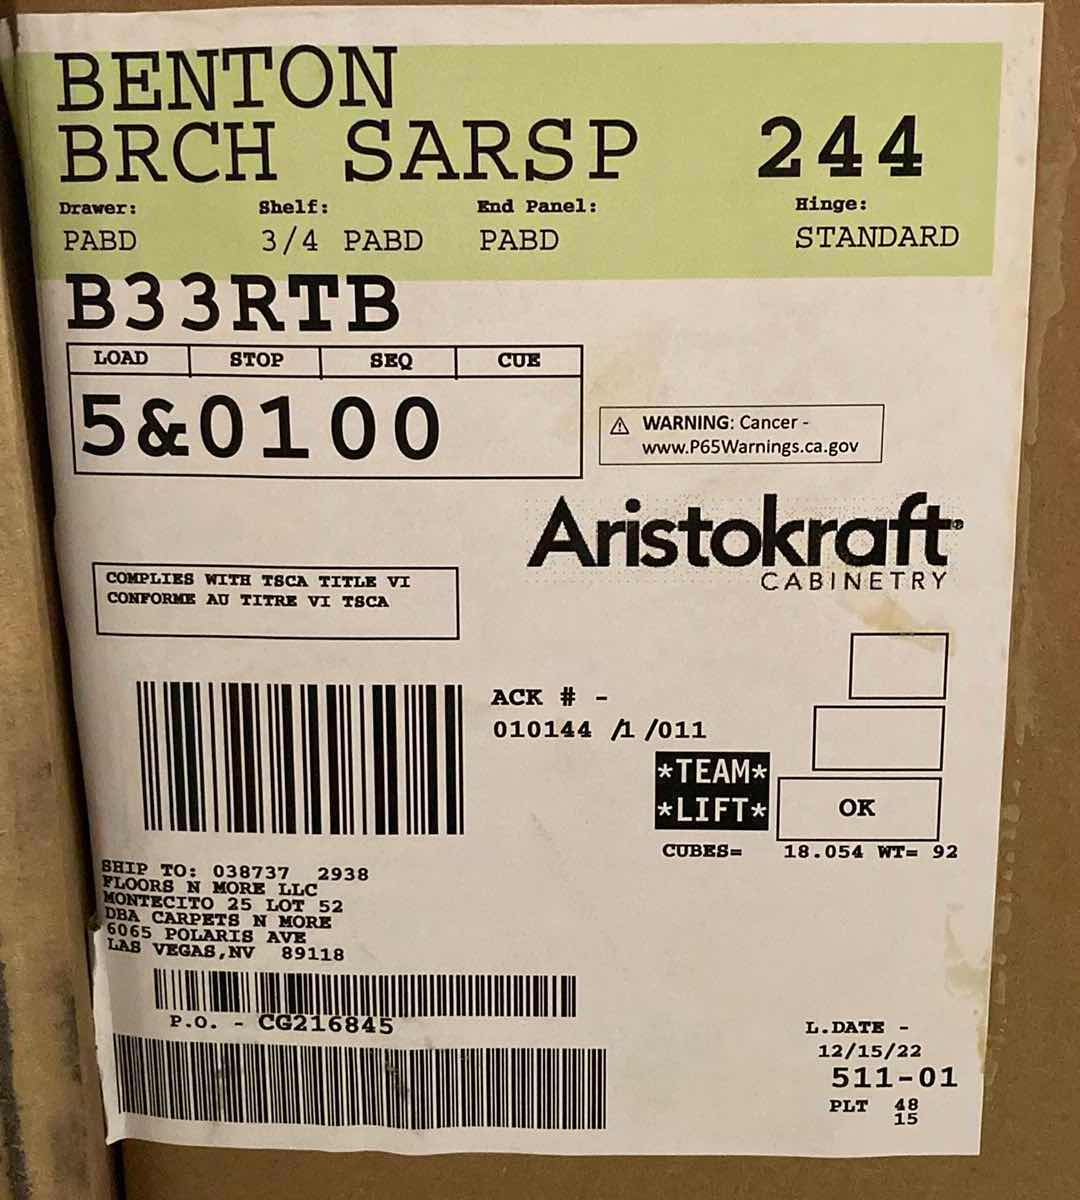 BENTON
BRCH SARSP 244
Drawer: Shelf: End Panel: Hinge:
PABD 3/4 PABD PABD STANDARD
B33RTB
LOAD STOP SEQ CUE
5&0100
⚠ WARNING: Cancer -
www.P65Warnings.ca.gov
Aristokraft®
CABINETRY
COMPLIES WITH TSCA TITLE VI
CONFORME AU TITRE VI TSCA
ACK # -
010144 /1 /011
*TEAM*
*LIFT*
OK
CUBES= 18.054 WT= 92
SHIP TO: 038737 2938
FLOORS N MORE LLC
MONTECITO 25 LOT 52
DBA CARPETS N MORE
6065 POLARIS AVE
LAS VEGAS,NV 89118
P.O. - CG216845
L.DATE -
12/15/22
511-01
PLT 48
15